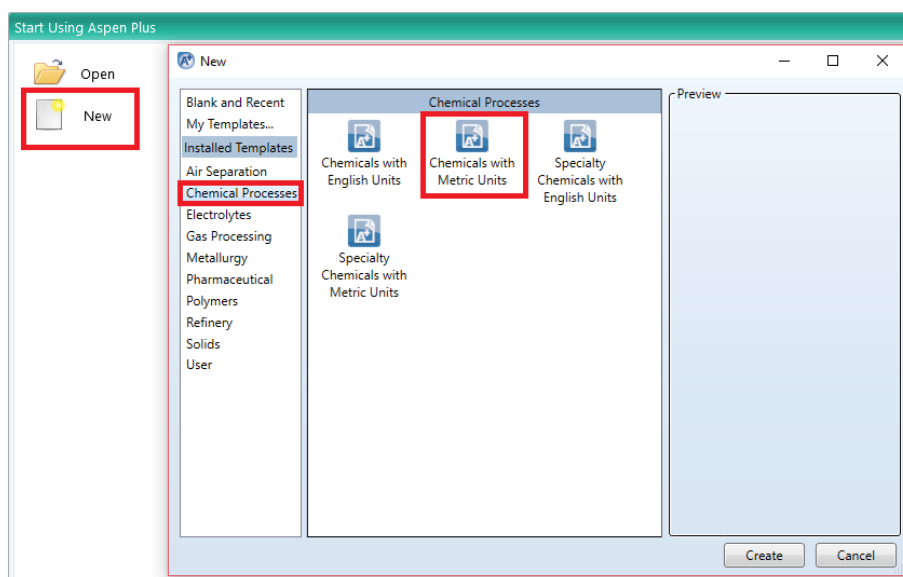 Start Using Aspen Plus
Open
New
New
Blank and Recent
My Templates...
Installed Templates
Air Separation
Chemical Processes
Electrolytes
Gas Processing
Metallurgy
Pharmaceutical
Polymers
Refinery
Solids
User
Chemical Processes
Chemicals with
English Units
Chemicals with
Metric Units
Specialty
Chemicals with
English Units
Specialty
Chemicals with
Metric Units
Preview
Create
Cancel